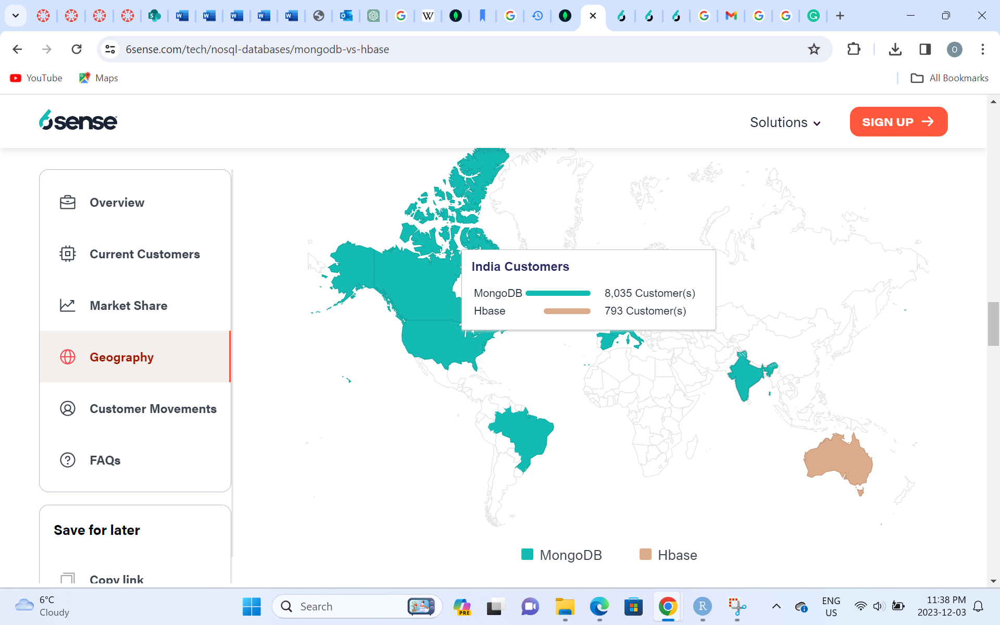 6sense.com/tech/nosql-databases/mongodb-vs-hbase
O
YouTube
Maps
All Bookmarks
6sense
Solutions
SIGN UP
Overview
Current Customers
Market Share
Geography
Customer Movements
FAQs
Save for later
Copy link
India Customers
MongoDB 8,035 Customer(s)
Hbase 793 Customer(s)
MongoDB
Hbase
6°C
Cloudy
Search
PRE
R
ENG
US
11:38 PM
2023-12-03